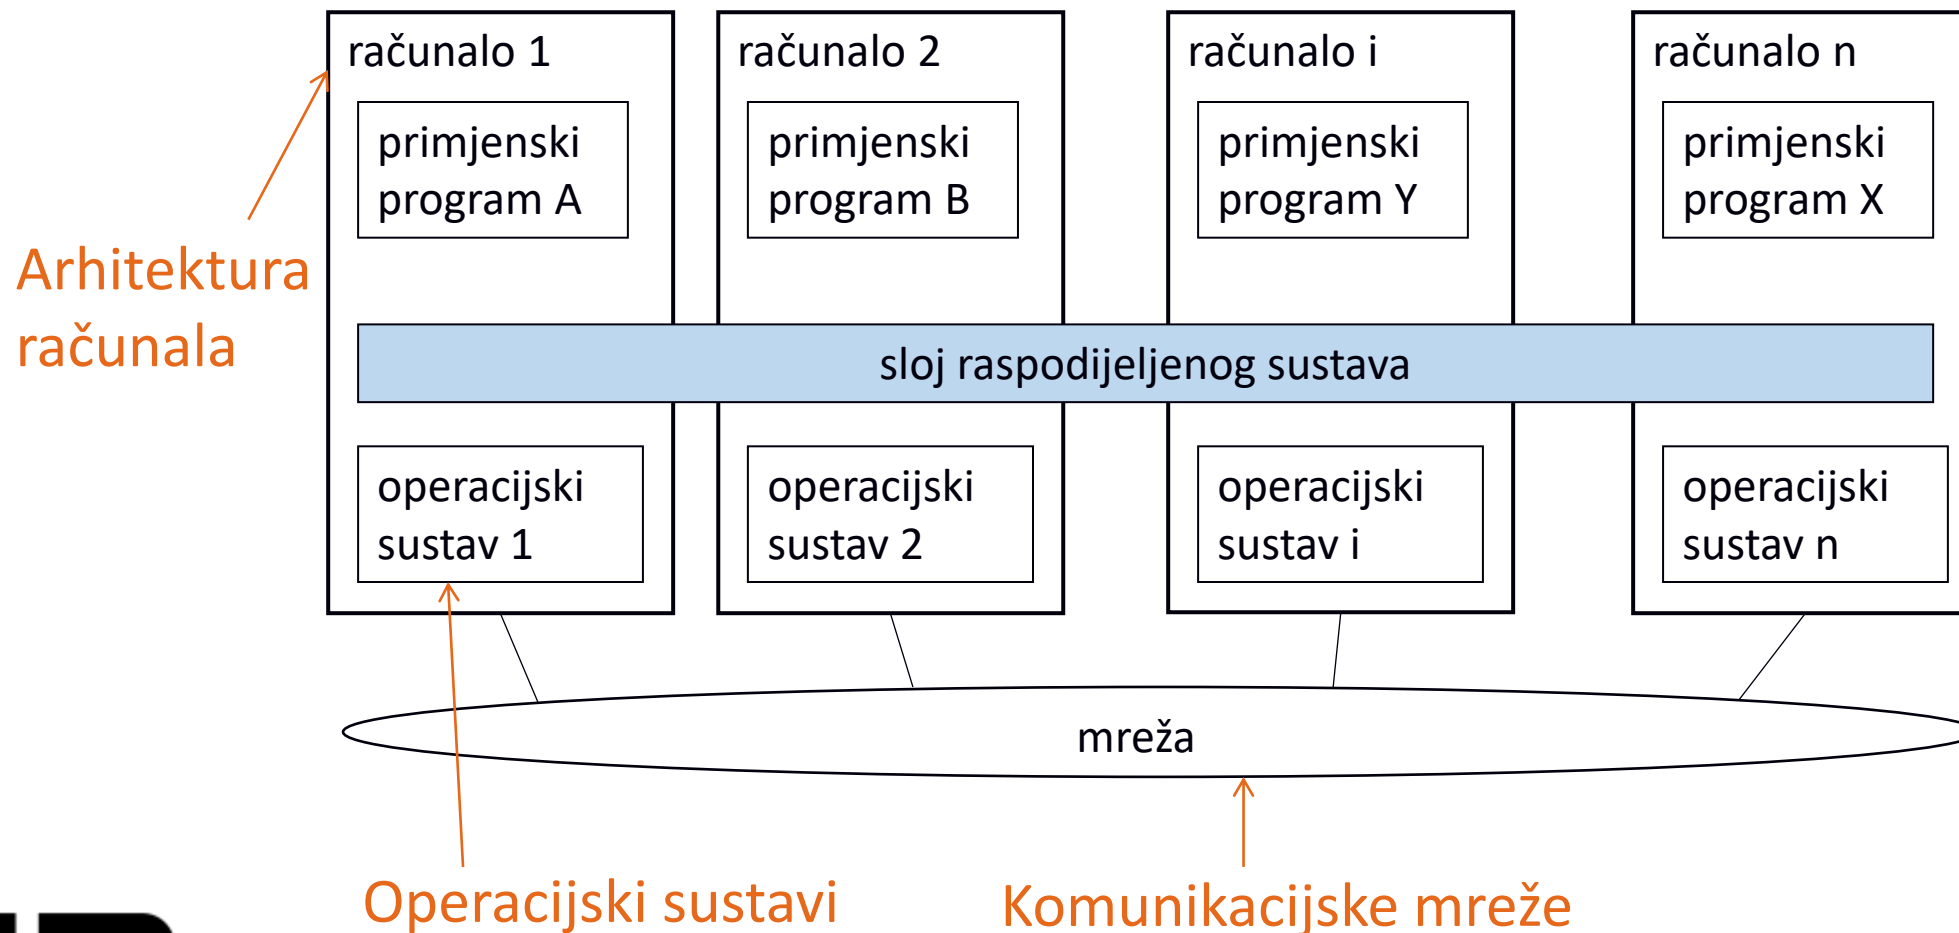 računalo 1
primjenski
program A
operacijski
sustav 1
računalo 2
primjenski
program B
operacijski
sustav 2
računalo i
primjenski
program Y
operacijski
sustav i
računalo n
primjenski
program X
operacijski
sustav n
sloj raspodijeljenog sustava
mreža
Arhitektura
računala
Operacijski sustavi
Komunikacijske mreže